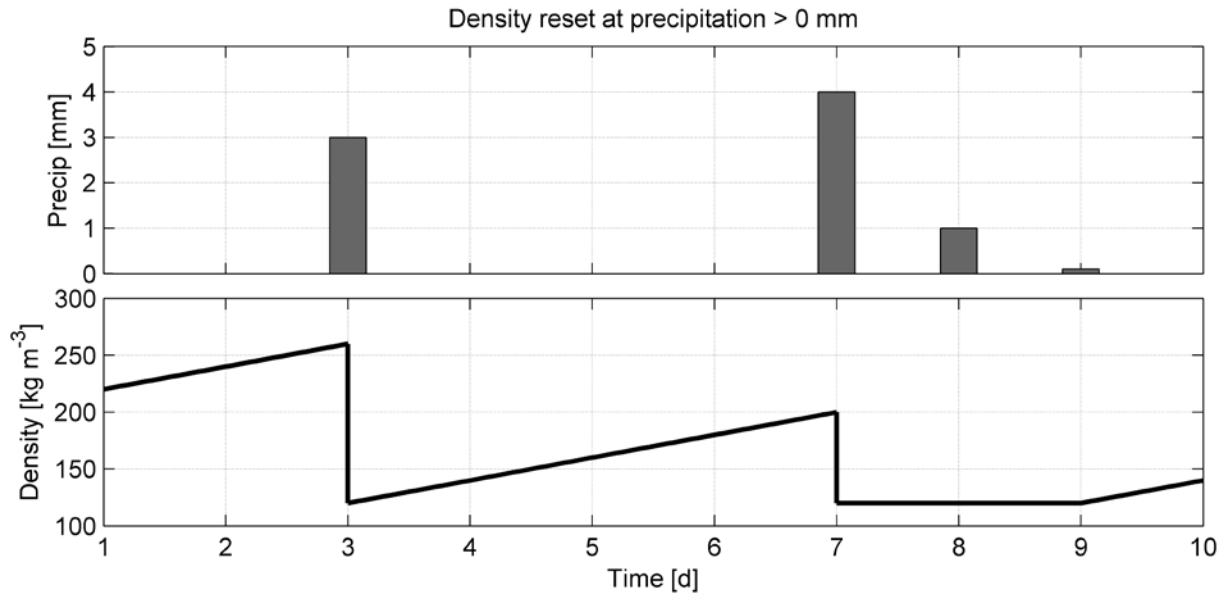 Density reset at precipitation > 0 mm
5
4
3
2
1
0
Precip [mm]
300
250
200
150
100
Density [kg m⁻³]
1 2 3 4 5 6 7 8 9 10
Time [d]